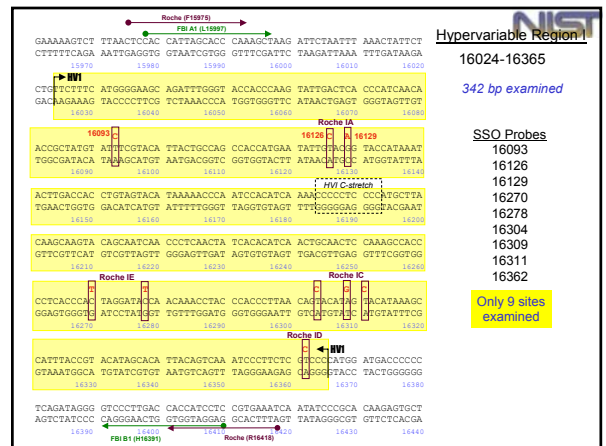 Roche (F15975)
FBI A1 (L15997)
GAAAAAGTCT TTAACTCCAC CATTAGCACC CAAAGCTAAG ATTCTAATTT AAACTATTCT
CTTTTTCAGA AATTGAGGTG GTAATCGTGG GTTTCGATTC TAAGATTAAA TTTGATAAGA
15970 15980 15990 16000 16010 16020
HV1
CTGTTCTTTC ATGGGGAAGC AGATTTGGGT ACCACCCAAG TATTGACTCA CCCATCAACA
GACAAGAAAG TACCCCTTCG TCTAAACCCA TGGTGGGTTC ATAACTGAGT GGGTAGTTGT
16030 16040 16050 16060 16070 16080
Roche IA
16093 C 16126 C A 16129
ACCGCTATGT ATTTCGTACA TTACTGCCAG CCACCATGAA TATTGTACGG TACCATAAAT
TGGCGATACA TAAAGCATGT AATGACGGTC GGTGGTACTT ATAACATGCC ATGGTATTTA
16090 16100 16110 16120 16130 16140
HVI C-stretch
ACTTGACCAC CTGTAGTACA TAAAAACCCA ATCCACATCA AAACCCCCTC CCCATGCTTA
TGAACTGGTG GACATCATGT ATTTTTGGGT TAGGTGTAGT TTTGGGGGAG GGGTACGAAT
16150 16160 16170 16180 16190 16200
CAAGCAAGTA CAGCAATCAA CCCTCAACTA TCACACATCA ACTGCAACTC CAAAGCCACC
GTTCGTTCAT GTCGTTAGTT GGGAGTTGAT AGTGTGTAGT TGACGTTGAG GTTTCGGTGG
16210 16220 16230 16240 16250 16260
Roche IE Roche IC
T T C G C
CCTCACCCAC TAGGATACCA ACAAACCTAC CCACCCTTAA CAGTACATAG TACATAAAGC
GGAGTGGGTG ATCCTATGGT TGTTTGGATG GGTGGGAATT GTCATGTATC ATGTATTTCG
16270 16280 16290 16300 16310 16320
Roche ID
C HV1
CATTTACCGT ACATAGCACA TTACAGTCAA ATCCCTTCTC GTCCCCATGG ATGACCCCCC
GTAAATGGCA TGTATCGTGT AATGTCAGTT TAGGGAAGAG CAGGGGTACC TACTGGGGGG
16330 16340 16350 16360 16370 16380
TCAGATAGGG GTCCCTTGAC CACCATCCTC CGTGAAATCA ATATCCCGCA CAAGAGTGCT
AGTCTATCCC CAGGGAACTG GTGGTAGGAG GCACTTTAGT TATAGGGCGT GTTCTCACGA
16390 16400 16410 16420 16430 16440
FBI B1 (H16391) Roche (R16418)
NIST
Hypervariable Region I
16024-16365
342 bp examined
SSO Probes
16093
16126
16129
16270
16278
16304
16309
16311
16362
Only 9 sites
examined